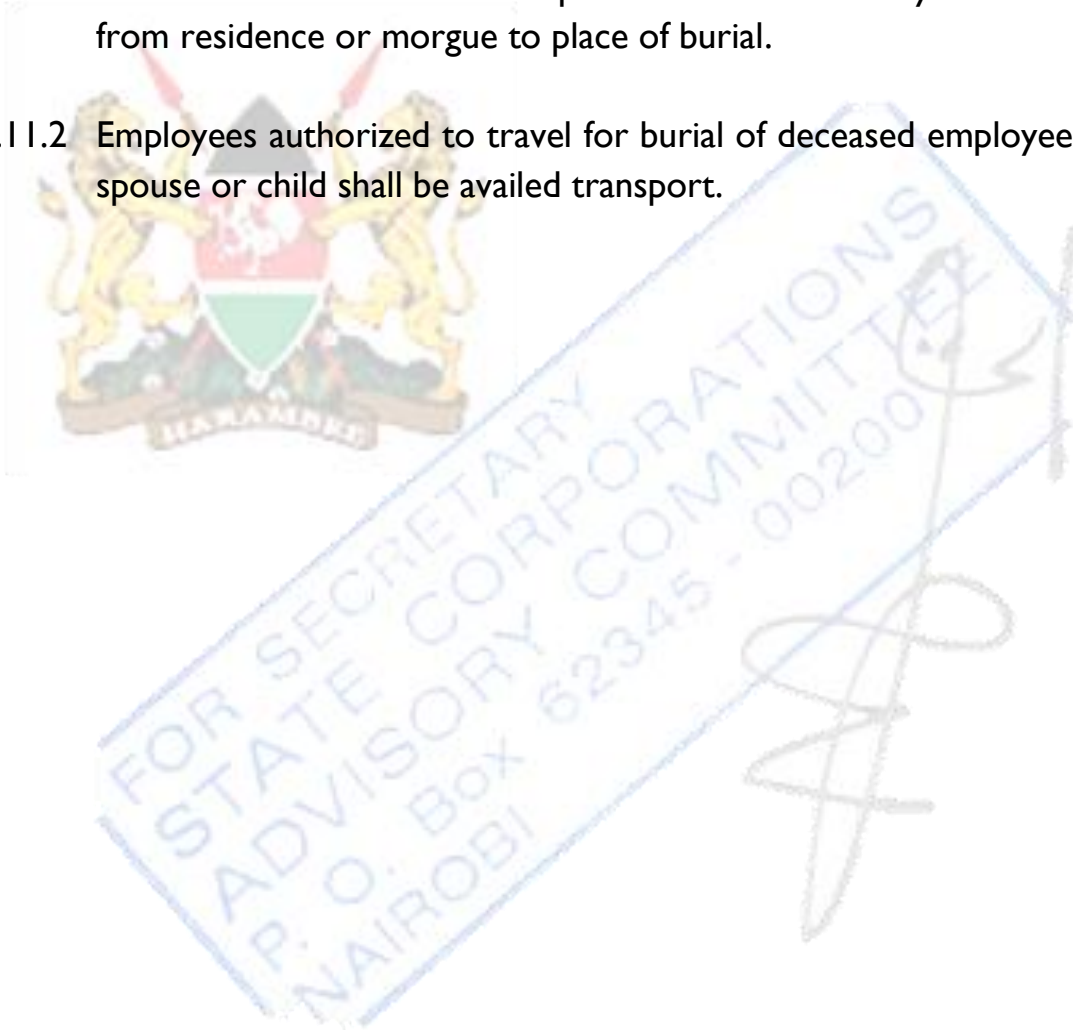 from residence or morgue to place of burial.
.11.2 Employees authorized to travel for burial of deceased employee
spouse or child shall be availed transport.
HARAMBEE
FOR SECRETARY
STATE CORPORATIONS
ADVISORY COMMITTEE
P. O. Box 62345 - 00200
NAIROBI